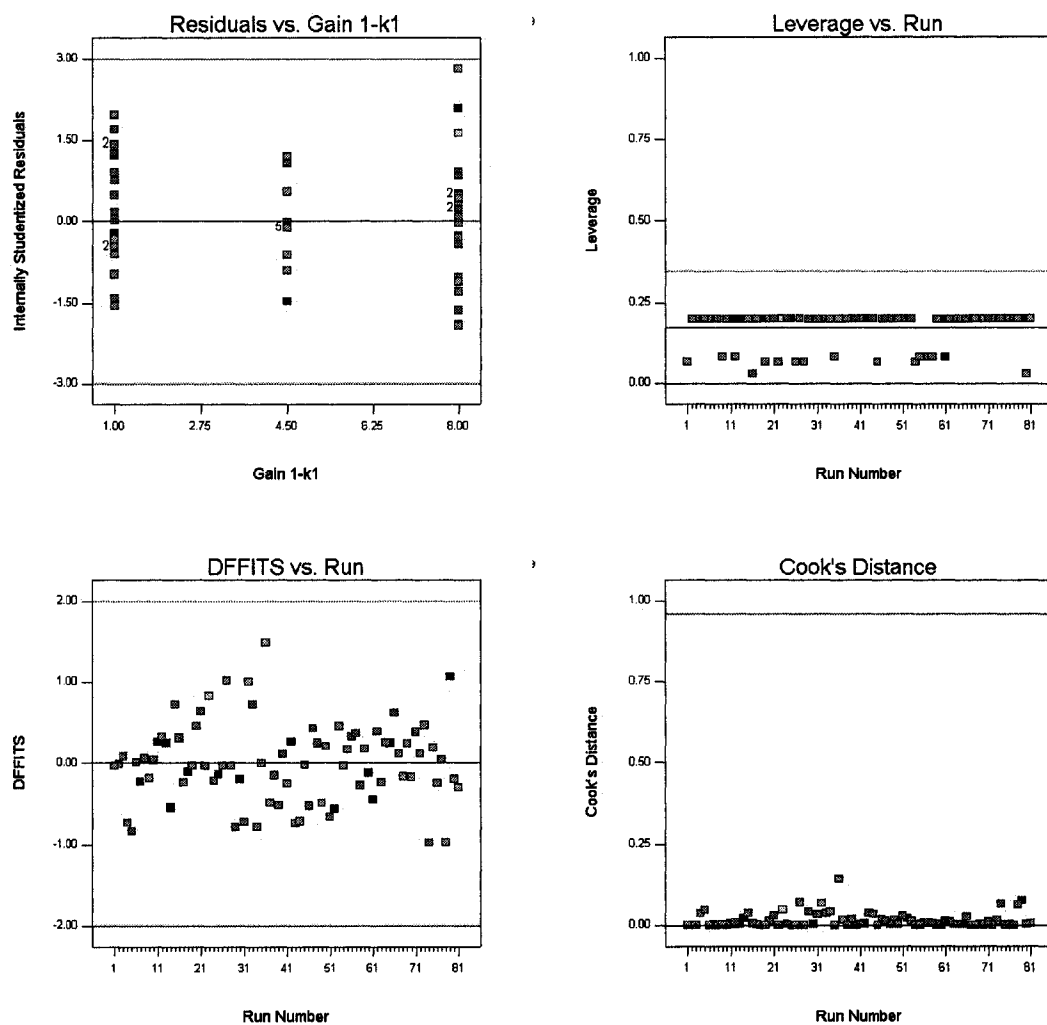 Residuals vs. Gain 1-k1
3.00
1.50
0.00
-1.50
-3.00
Internally Studentized Residuals
2
2
5
2
2
1.00 2.75 4.50 6.25 8.00
Gain 1-k1
Leverage vs. Run
1.00
0.75
0.50
0.25
0.00
Leverage
1 11 21 31 41 51 61 71 81
Run Number
DFFITS vs. Run
2.00
1.00
0.00
-1.00
-2.00
DFFITS
1 11 21 31 41 51 61 71 81
Run Number
Cook's Distance
1.00
0.75
0.50
0.25
0.00
Cook's Distance
1 11 21 31 41 51 61 71 81
Run Number